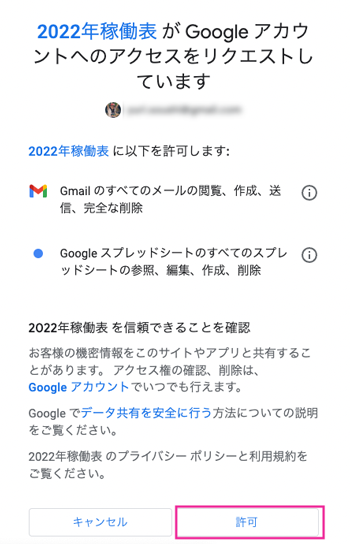 2022年稼働表 が Google アカウ
ントへのアクセスをリクエストし
ています
2022年稼働表 に以下を許可します:
Gmail のすべてのメールの閲覧、作成、送
信、完全な削除
Google スプレッドシートのすべてのスプレ
ッドシートの参照、編集、作成、削除
2022年稼働表 を信頼できることを確認
お客様の機密情報をこのサイトやアプリと共有するこ
とがあります。 アクセス権の確認、削除は、
Google アカウントでいつでも行えます。
Google でデータ共有を安全に行う方法についての説明
をご覧ください。
2022年稼働表 のプライバシー ポリシーと利用規約を
ご覧ください。
キャンセル
許可